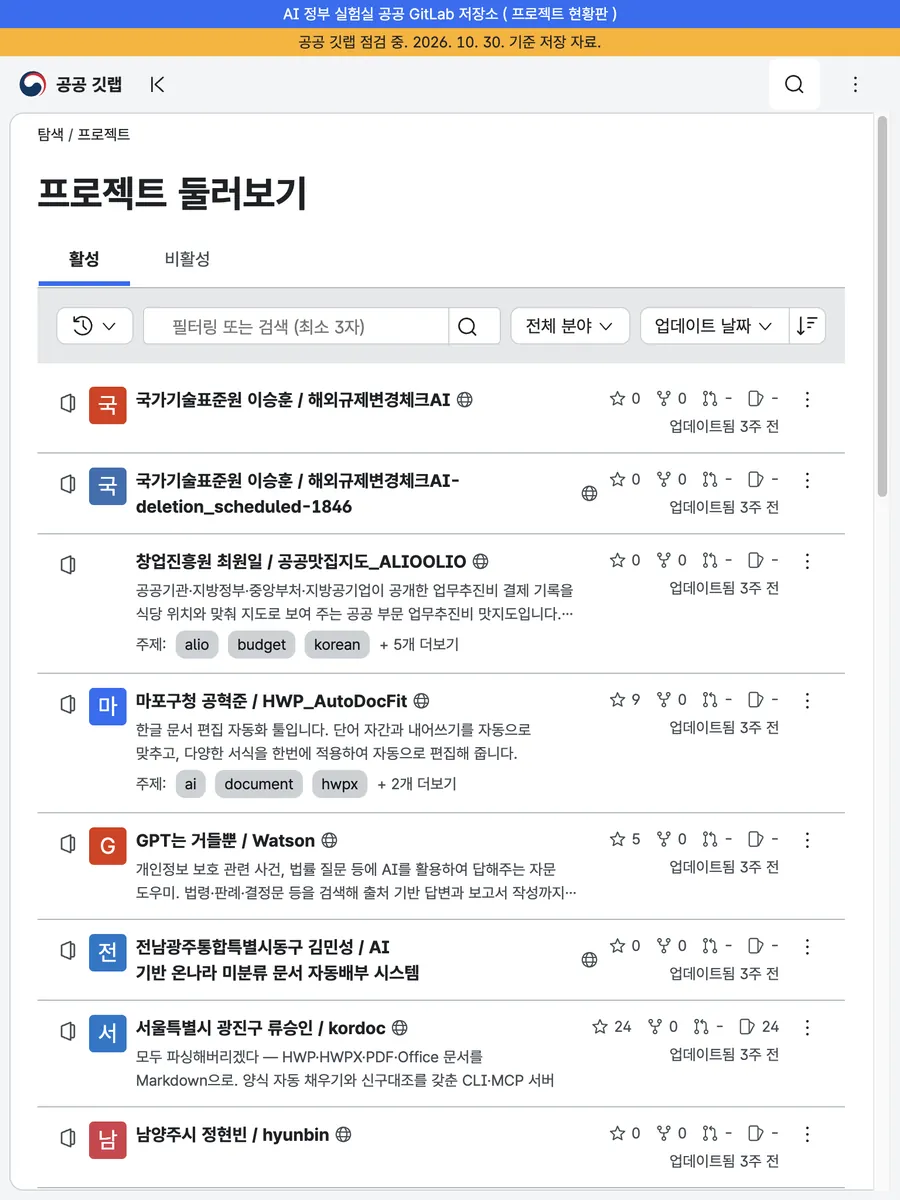 AI 정부 실험실 공공 GitLab 저장소 ( 프로젝트 현황판 )
공공 깃랩 점검 중. 2026. 10. 30. 기준 저장 자료.
공공 깃랩
탐색 / 프로젝트
프로젝트 둘러보기
활성 비활성
필터링 또는 검색 (최소 3자) 전체 분야 업데이트 날짜
국 국가기술표준원 이승훈 / 해외규제변경체크AI 0 0 - -
업데이트됨 3주 전
국 국가기술표준원 이승훈 / 해외규제변경체크AI- 0 0 - -
deletion_scheduled-1846 업데이트됨 3주 전
창업진흥원 최원일 / 공공맛집지도_ALIOOLIO 0 0 - -
업데이트됨 3주 전
공공기관·지방정부·중앙부처·지방공기업이 공개한 업무추진비 결제 기록을
식당 위치와 맞춰 지도로 보여 주는 공공 부문 업무추진비 맛지도입니다.…
주제: alio budget korean + 5개 더보기
마 마포구청 공혁준 / HWP_AutoDocFit 9 0 - -
업데이트됨 3주 전
한글 문서 편집 자동화 툴입니다. 단어 자간과 내어쓰기를 자동으로
맞추고, 다양한 서식을 한번에 적용하여 자동으로 편집해 줍니다.
주제: ai document hwpx + 2개 더보기
G GPT는 거들뿐 / Watson 5 0 - -
업데이트됨 3주 전
개인정보 보호 관련 사건, 법률 질문 등에 AI를 활용하여 답해주는 자문
도우미. 법령·판례·결정문 등을 검색해 출처 기반 답변과 보고서 작성까지…
전 전남광주통합특별시동구 김민성 / AI 0 0 - -
기반 온나라 미분류 문서 자동배부 시스템 업데이트됨 3주 전
서 서울특별시 광진구 류승인 / kordoc 24 0 - 24
업데이트됨 3주 전
모두 파싱해버리겠다 — HWP·HWPX·PDF·Office 문서를
Markdown으로. 양식 자동 채우기와 신구대조를 갖춘 CLI·MCP 서버
남 남양주시 정현빈 / hyunbin 0 0 - -
업데이트됨 3주 전